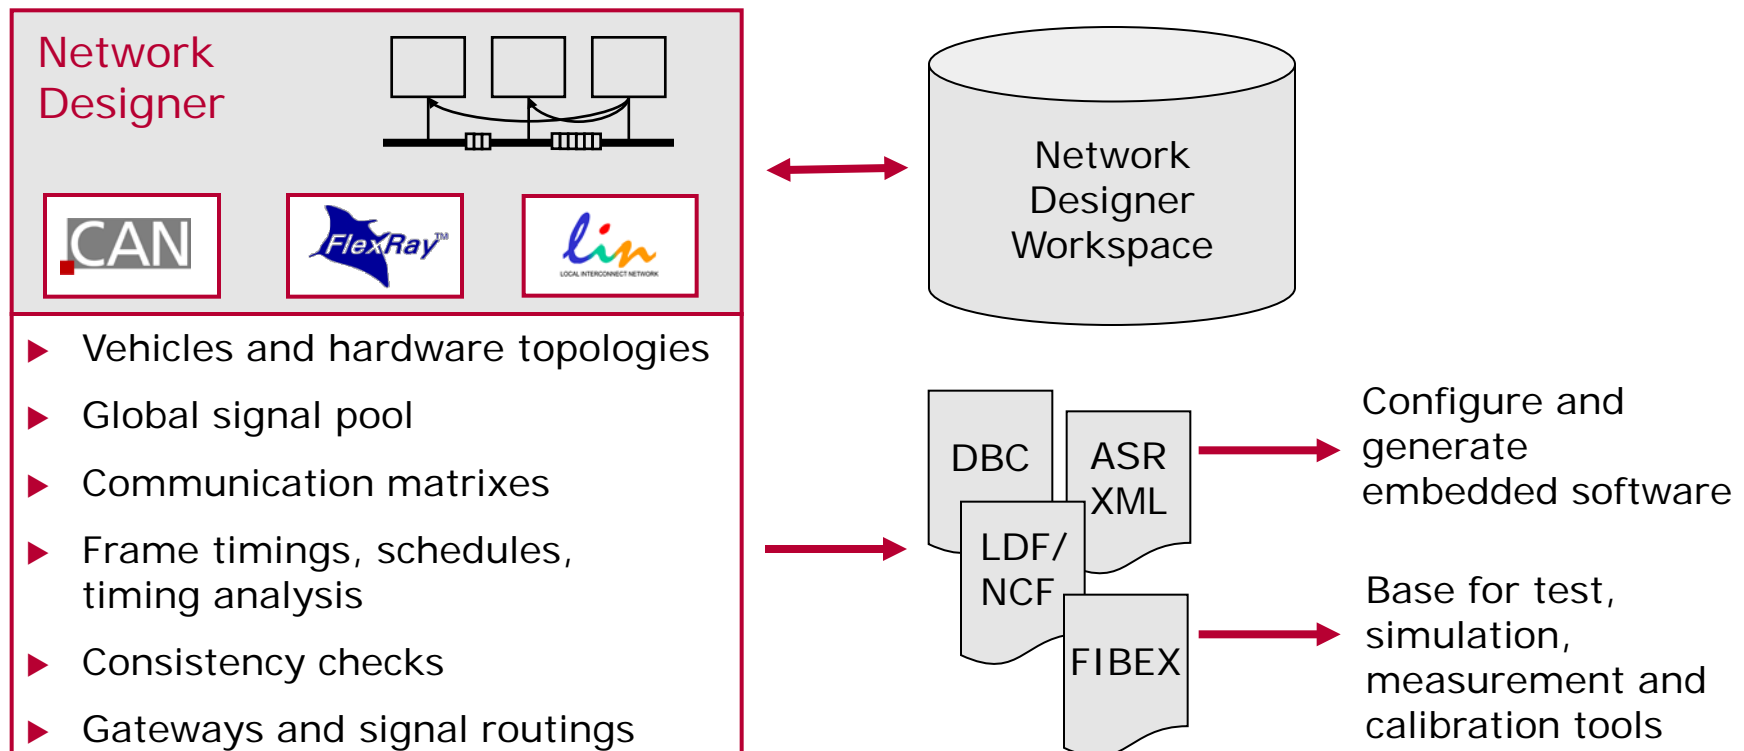 Network
Designer
CAN
FlexRay™
lin
LOCAL INTERCONNECT NETWORK
Vehicles and hardware topologies
Global signal pool
Communication matrixes
Frame timings, schedules,
timing analysis
Consistency checks
Gateways and signal routings
Network
Designer
Workspace
DBC
ASR
XML
LDF/
NCF
FIBEX
Configure and
generate
embedded software
Base for test,
simulation,
measurement and
calibration tools